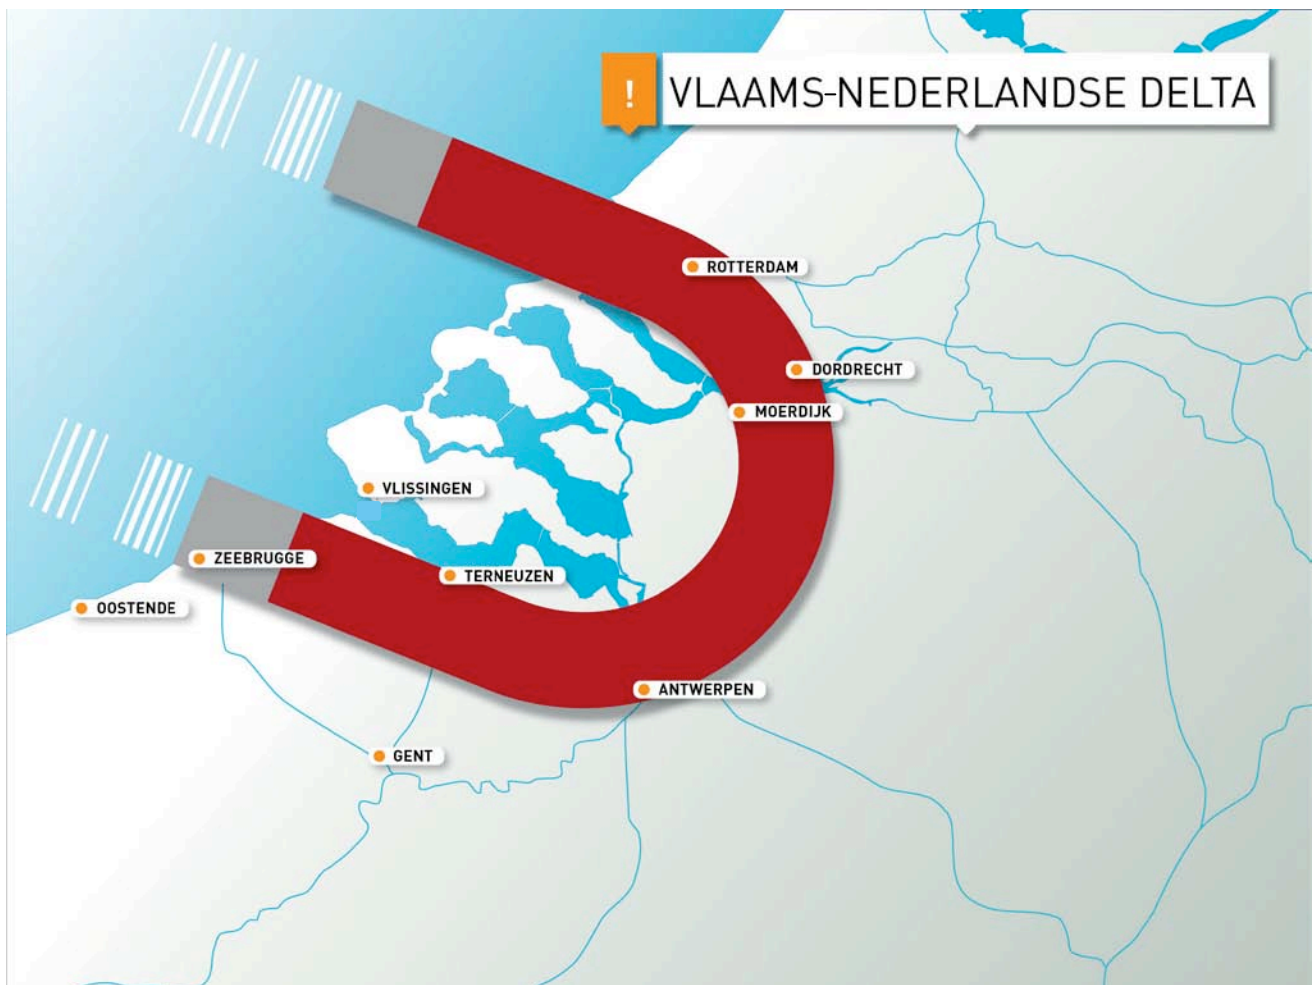 ! VLAAMS-NEDERLANDSE DELTA
ROTTERDAM
DORDRECHT
MOERDIJK
VLISSINGEN
ZEEBRUGGE
TERNEUZEN
OOSTENDE
ANTWERPEN
GENT